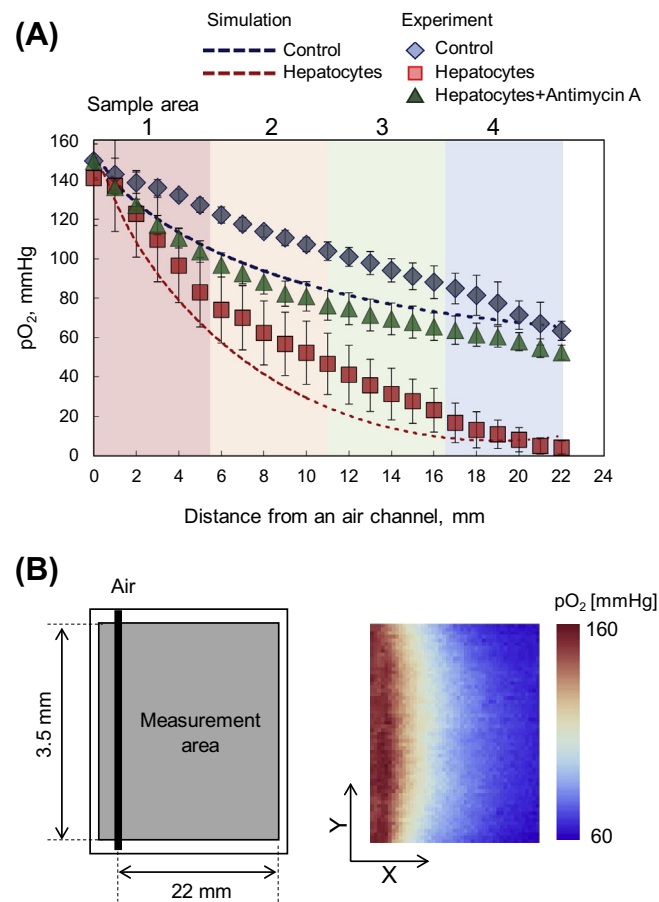 (A)
Simulation
Experiment
Control
Hepatocytes
Control
Hepatocytes
Hepatocytes+Antimycin A
Sample area
1 2 3 4
160
140
120
100
80
60
40
20
0
pO₂, mmHg
0 2 4 6 8 10 12 14 16 18 20 22 24
Distance from an air channel, mm
(B)
Air
3.5 mm
Measurement
area
22 mm
pO₂ [mmHg]
160
60
Y
X